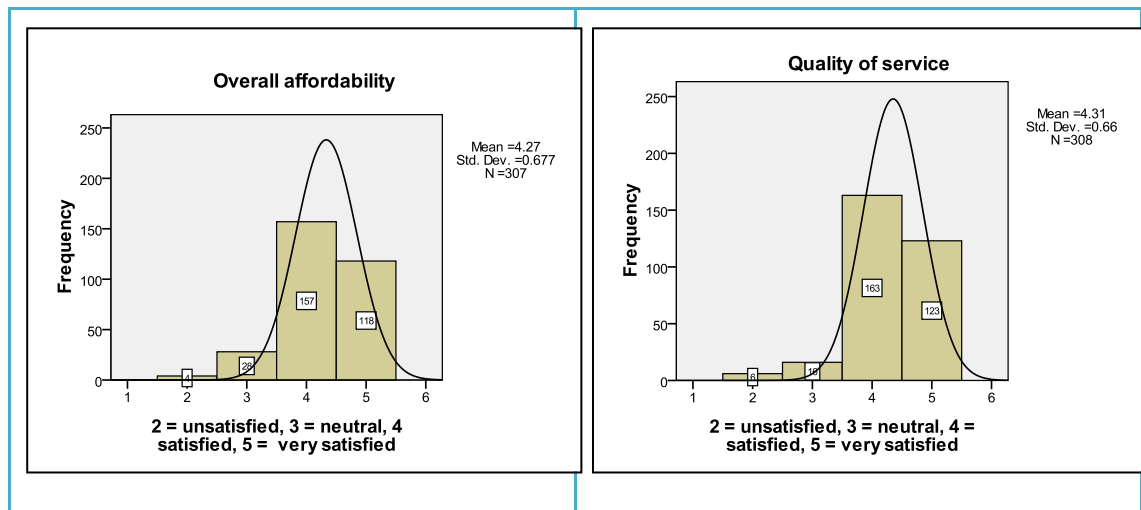 Overall affordability
Mean =4.27
Std. Dev. =0.677
N =307
Frequency
250
200
150
100
50
0
4
28
157
118
1 2 3 4 5 6
2 = unsatisfied, 3 = neutral, 4
satisfied, 5 = very satisfied
Quality of service
Mean =4.31
Std. Dev. =0.66
N =308
Frequency
250
200
150
100
50
0
6
16
163
123
1 2 3 4 5 6
2 = unsatisfied, 3 = neutral, 4 =
satisfied, 5 = very satisfied